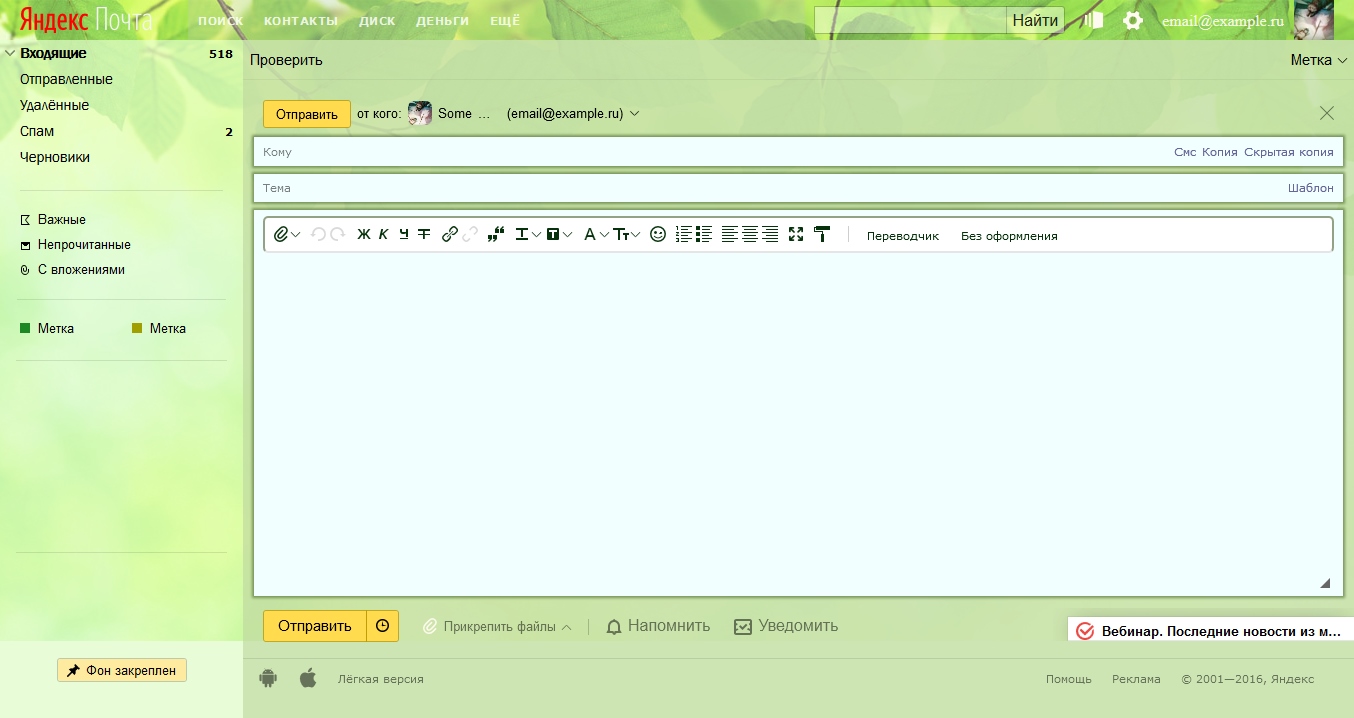 Яндекс Почта ПОИСК КОНТАКТЫ ДИСК ДЕНЬГИ ЕЩЁ Найти email@example.ru
Входящие 518
Отправленные
Удалённые
Спам 2
Черновики
Важные
Непрочитанные
С вложениями
Метка Метка
Фон закреплен
Проверить Метка
Отправить от кого: Some ... (email@example.ru)
Кому Смс Копия Скрытая копия
Тема Шаблон
Ж К Ч Т Т Т А Тт Переводчик Без оформления
Отправить Прикрепить файлы Напомнить Уведомить
Вебинар. Последние новости из м...
Лёгкая версия Помощь Реклама © 2001—2016, Яндекс